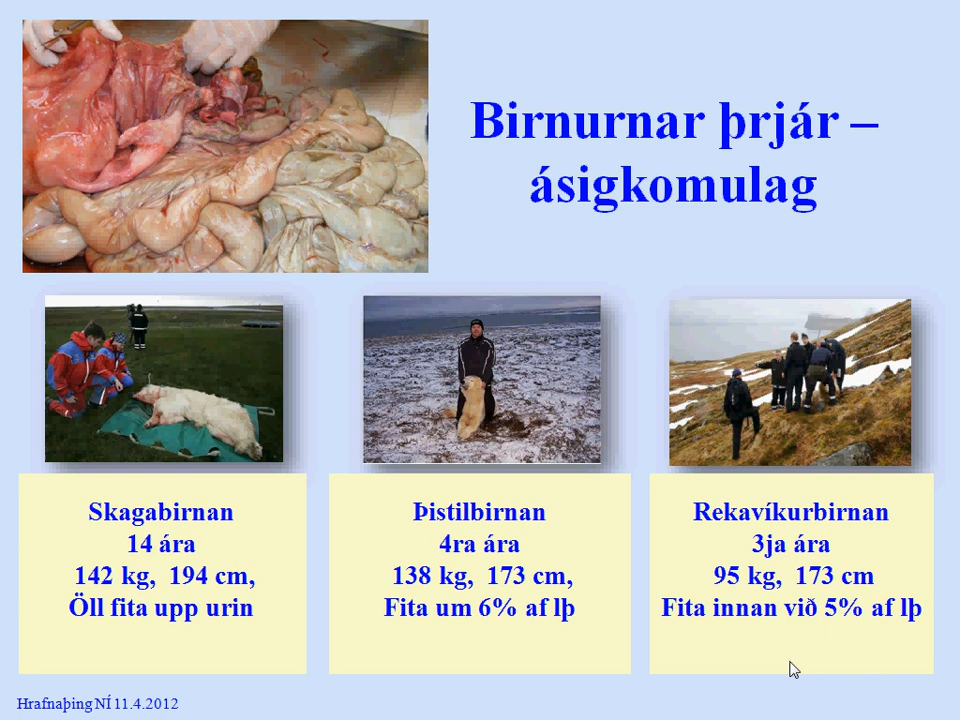 Birnurnar þrjár –
ásigkomulag
Skagabirnan
14 ára
142 kg, 194 cm,
Öll fita upp urin
Þistilbirnan
4ra ára
138 kg, 173 cm,
Fita um 6% af lþ
Rekavíkurbirnan
3ja ára
95 kg, 173 cm
Fita innan við 5% af lþ
Hrafnaþing NÍ 11.4.2012